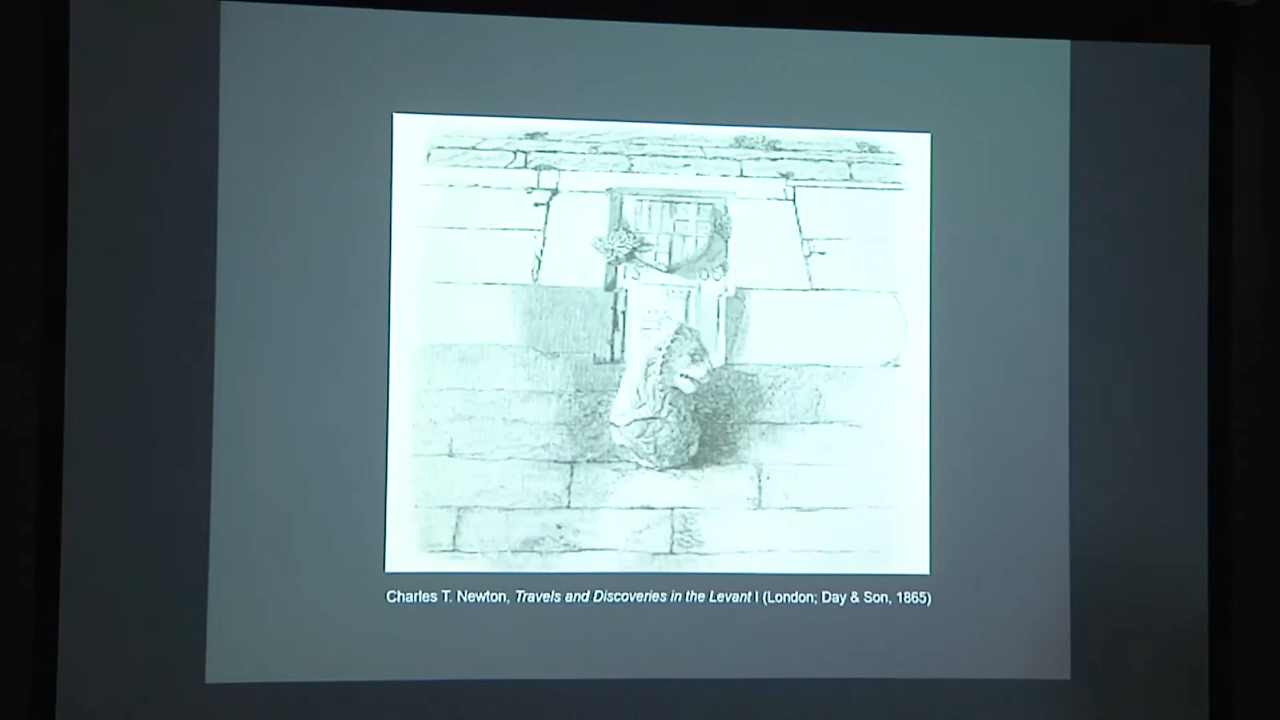 Charles T. Newton, Travels and Discoveries in the Levant I (London; Day & Son, 1865)